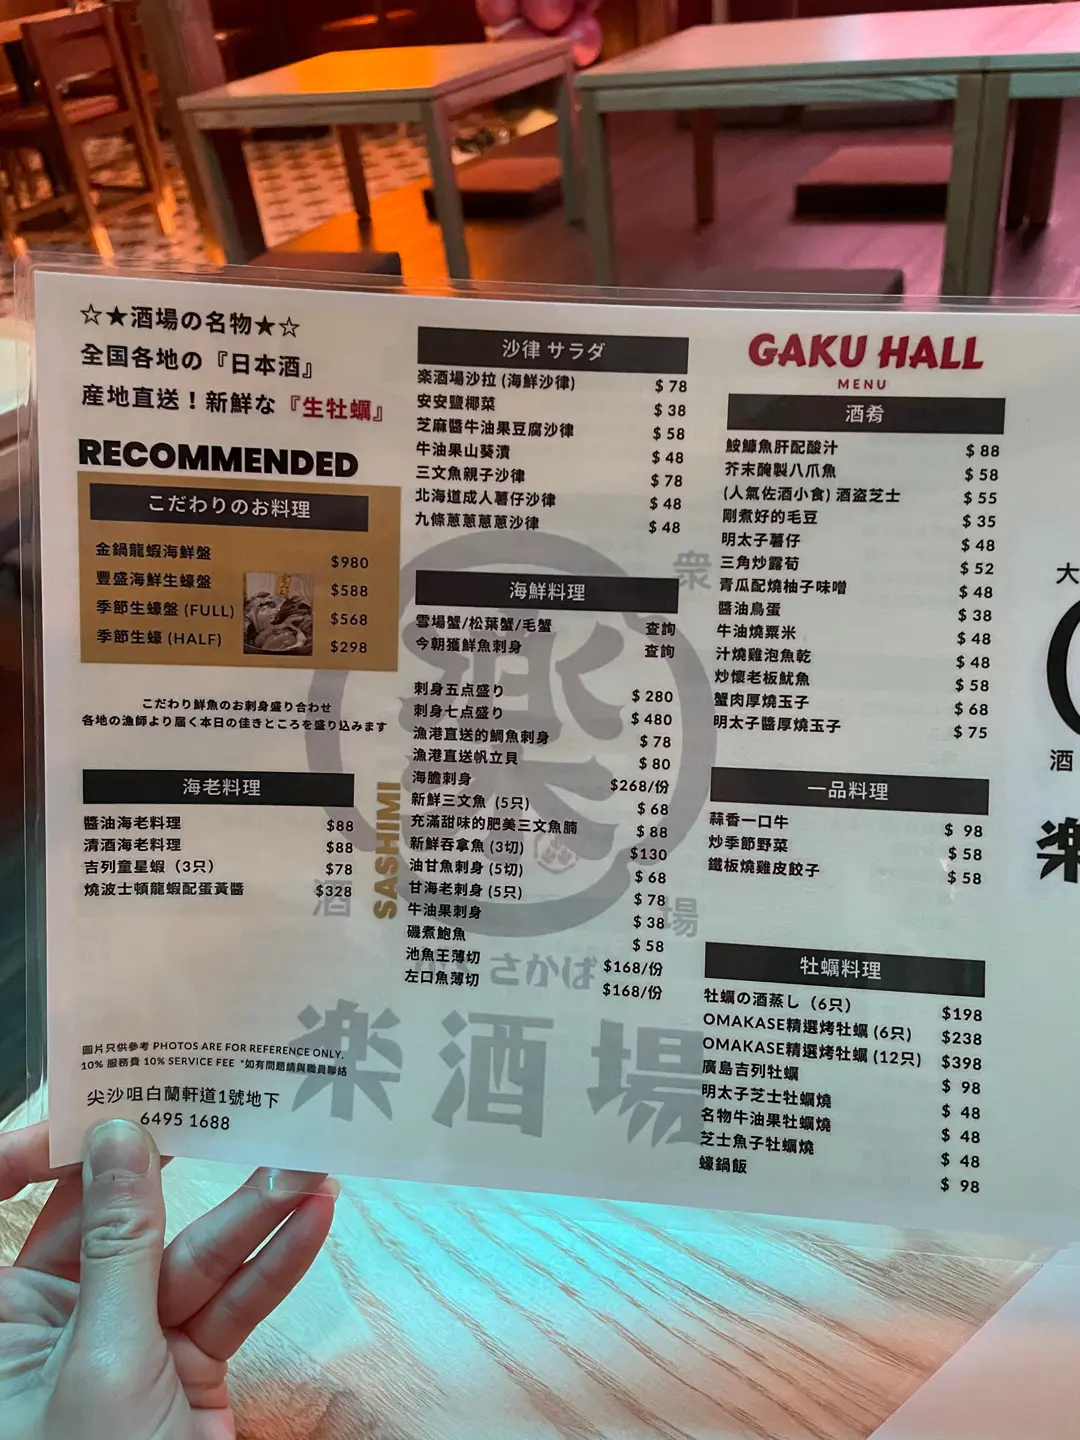 ☆★酒場の名物★☆
全国各地の『日本酒』
産地直送！新鮮な『生牡蠣』
RECOMMENDED
こだわりのお料理
金鍋龍蝦海鮮盤 $980
豐盛海鮮生蠔盤 $588
季節生蠔盤 (FULL) $568
季節生蠔 (HALF) $298
こだわり鮮魚のお刺身盛り合わせ
各地の漁師より届く本日の佳きところを盛り込みます
海老料理
醬油海老料理 $88
清酒海老料理 $88
吉列童星蝦（3只） $78
燒波士頓龍蝦配蛋黃醬 $328
圖片只供參考 PHOTOS ARE FOR REFERENCE ONLY.
10% 服務費 10% SERVICE FEE *如有問題請與職員聯絡
尖沙咀白蘭軒道1號地下
6495 1688
沙律 サラダ
楽酒場沙拉 (海鮮沙律) $ 78
安安鹽椰菜 $ 38
芝麻醬牛油果豆腐沙律 $ 58
牛油果山葵漬 $ 48
三文魚親子沙律 $ 78
北海道成人薯仔沙律 $ 48
九條蔥蔥蔥蔥沙律 $ 48
海鮮料理
雪場蟹/松葉蟹/毛蟹 查詢
今朝獲鮮魚刺身 查詢
SASHIMI
刺身五点盛り $ 280
刺身七点盛り $ 480
漁港直送的鯛魚刺身 $ 78
漁港直送帆立貝 $ 80
海膽刺身 $268/份
新鮮三文魚（5只） $ 68
充滿甜味的肥美三文魚腩 $ 88
新鮮吞拿魚 (3切) $130
油甘魚刺身 (5切) $ 68
甘海老刺身 (5只) $ 78
牛油果刺身 $ 38
磯煮鮑魚 $ 58
池魚王薄切 $168/份
左口魚薄切 $168/份
GAKU HALL
MENU
酒肴
鮟鱇魚肝配酸汁 $ 88
芥末醃製八爪魚 $ 58
(人氣佐酒小食) 酒盜芝士 $ 55
剛煮好的毛豆 $ 35
明太子薯仔 $ 48
三角炒露荀 $ 52
青瓜配燒柚子味噌 $ 48
醬油鳥蛋 $ 38
牛油燒粟米 $ 48
汁燒雞泡魚乾 $ 48
炒懷老板魷魚 $ 58
蟹肉厚燒玉子 $ 68
明太子醬厚燒玉子 $ 75
一品料理
蒜香一口牛 $ 98
炒季節野菜 $ 58
鐵板燒雞皮餃子 $ 58
牡蠣料理
牡蠣の酒蒸し（6只） $198
OMAKASE精選烤牡蠣 (6只) $238
OMAKASE精選烤牡蠣 (12只) $398
廣島吉列牡蠣 $ 98
明太子芝士牡蠣燒 $ 48
名物牛油果牡蠣燒 $ 48
芝士魚子牡蠣燒 $ 48
蠔鍋飯 $ 98
衆
楽
酒 場
さかば
楽酒場
大
酒
楽